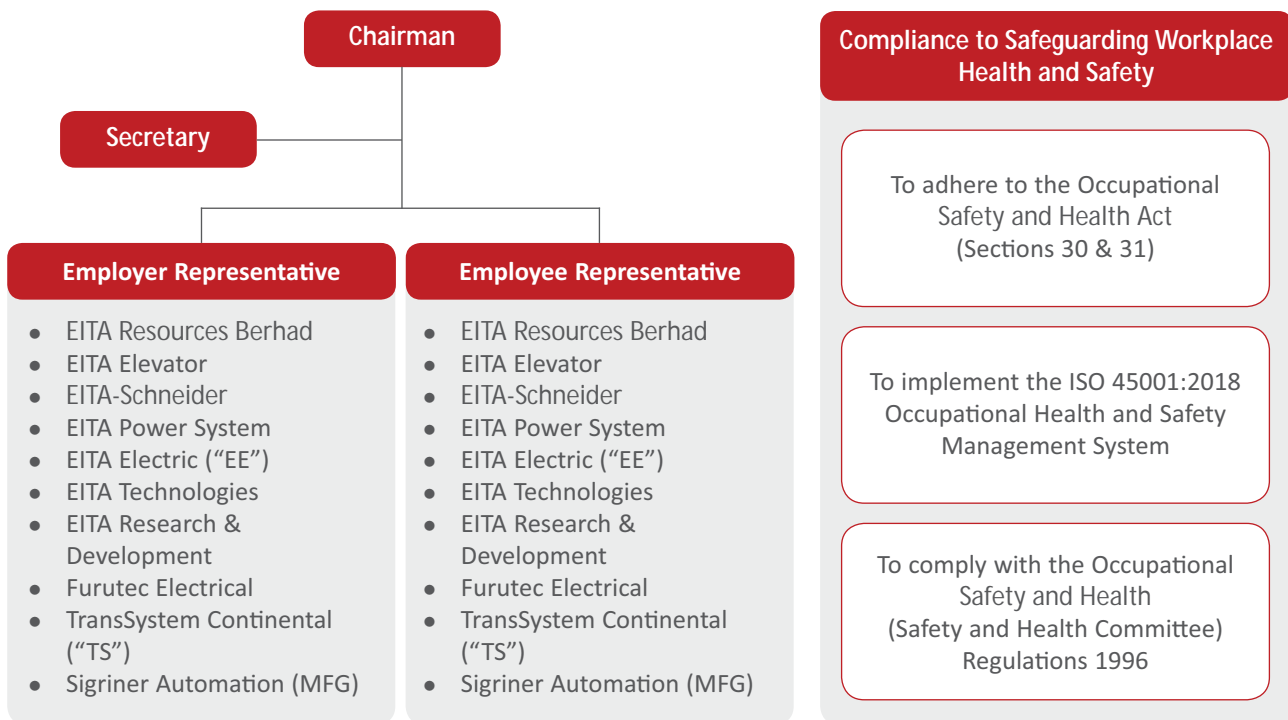 Chairman
Secretary
Employer Representative
● EITA Resources Berhad
● EITA Elevator
● EITA-Schneider
● EITA Power System
● EITA Electric (“EE”)
● EITA Technologies
● EITA Research &
Development
● Furutec Electrical
● TransSystem Continental
(“TS”)
● Sigriner Automation (MFG)
Employee Representative
● EITA Resources Berhad
● EITA Elevator
● EITA-Schneider
● EITA Power System
● EITA Electric (“EE”)
● EITA Technologies
● EITA Research &
Development
● Furutec Electrical
● TransSystem Continental
(“TS”)
● Sigriner Automation (MFG)
Compliance to Safeguarding Workplace
Health and Safety
To adhere to the Occupational
Safety and Health Act
(Sections 30 & 31)
To implement the ISO 45001:2018
Occupational Health and Safety
Management System
To comply with the Occupational
Safety and Health
(Safety and Health Committee)
Regulations 1996